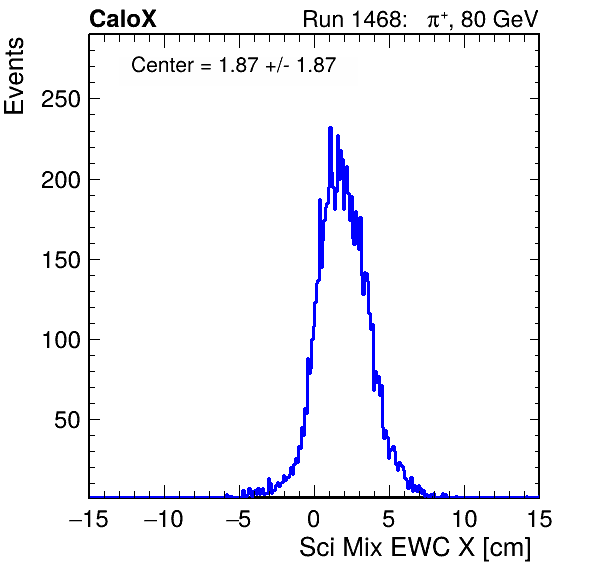 CaloX Run 1468: π+, 80 GeV
Center = 1.87 +/- 1.87
Events
250
200
150
100
50
−15 −10 −5 0 5 10 15
Sci Mix EWC X [cm]